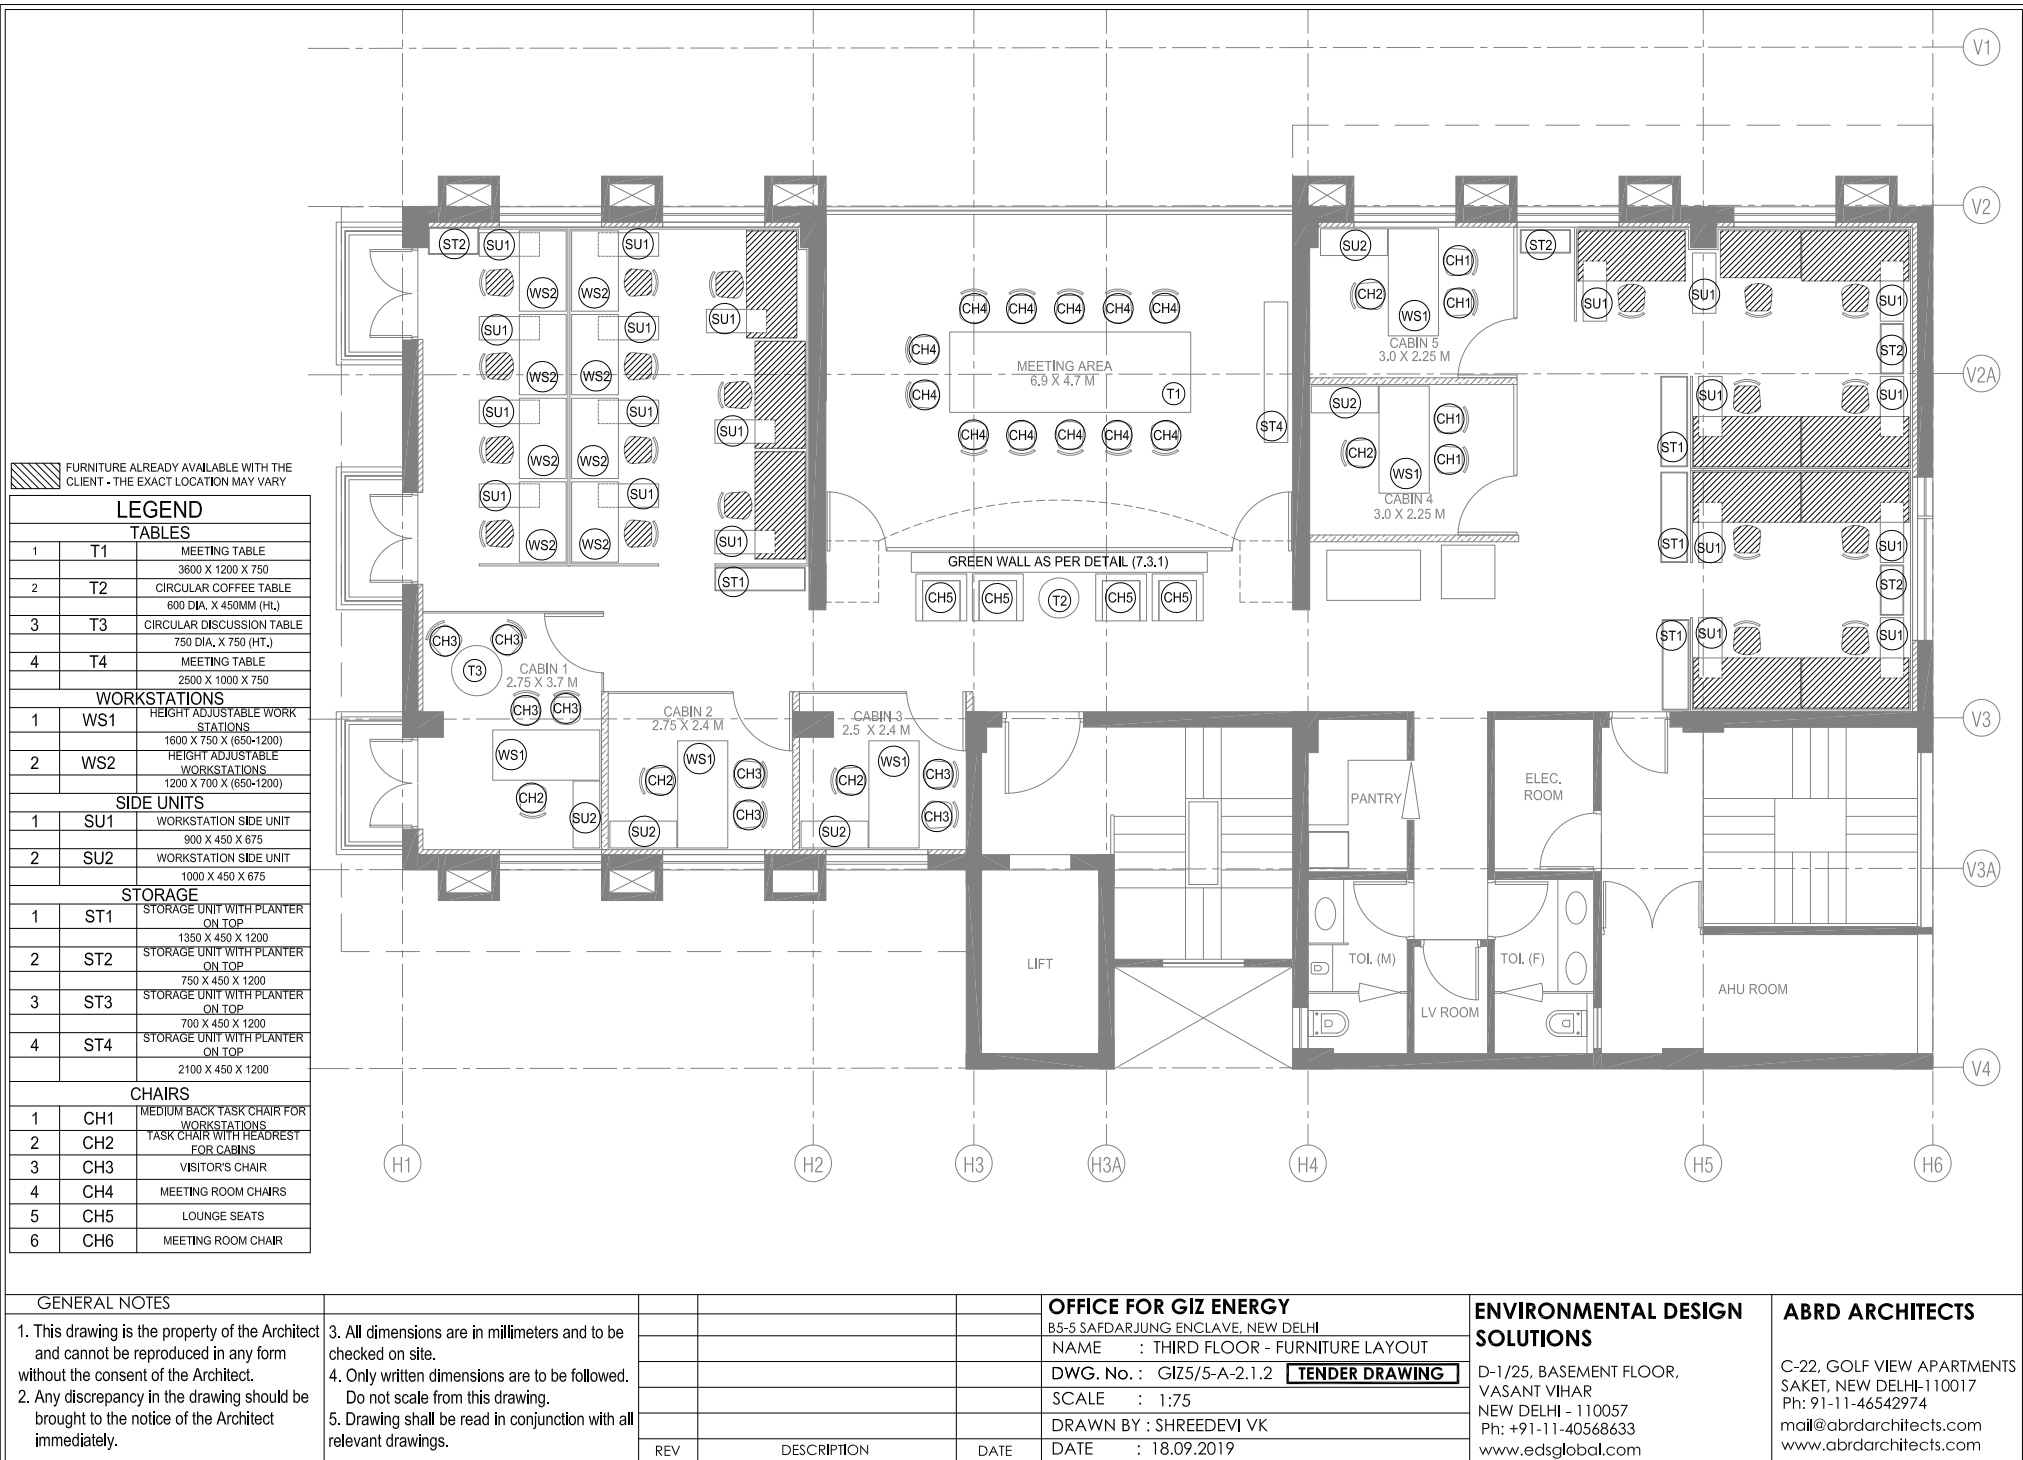 V1
V2
V2A
V3
V3A
V4
H1
H2
H3
H3A
H4
H5
H6
ST2
SU1
SU1
WS2
WS2
SU1
SU1
SU1
WS2
WS2
SU1
SU1
SU1
WS2
WS2
SU1
SU1
SU1
WS2
WS2
ST1
CH4 CH4 CH4 CH4 CH4
CH4
MEETING AREA
6.9 X 4.7 M
CH4
T1
CH4 CH4 CH4 CH4 CH4
ST4
GREEN WALL AS PER DETAIL (7.3.1)
CH5 CH5 T2 CH5 CH5
SU2
CH1
CH2
CH1
WS1
CABIN 5
3.0 X 2.25 M
SU2
CH1
CH2
CH1
WS1
CABIN 4
3.0 X 2.25 M
ST2
SU1
SU1
SU1
ST2
SU1
SU1
ST1
ST1
SU1
SU1
ST2
ST1
SU1
SU1
CH3
CH3
T3
CABIN 1
2.75 X 3.7 M
CH3 CH3
WS1
CH2
SU2
CABIN 2
2.75 X 2.4 M
WS1
CH2
CH3
CH3
SU2
CABIN 3
2.5 X 2.4 M
WS1
CH2
CH3
CH3
SU2
LIFT
PANTRY
ELEC.
ROOM
TOI. (M)
TOI. (F)
LV ROOM
AHU ROOM
FURNITURE ALREADY AVAILABLE WITH THE
CLIENT - THE EXACT LOCATION MAY VARY
LEGEND
TABLES
1 T1 MEETING TABLE
3600 X 1200 X 750
2 T2 CIRCULAR COFFEE TABLE
600 DIA. X 450MM (Ht.)
3 T3 CIRCULAR DISCUSSION TABLE
750 DIA. X 750 (HT.)
4 T4 MEETING TABLE
2500 X 1000 X 750
WORKSTATIONS
1 WS1 HEIGHT ADJUSTABLE WORK
STATIONS
1600 X 750 X (650-1200)
2 WS2 HEIGHT ADJUSTABLE
WORKSTATIONS
1200 X 700 X (650-1200)
SIDE UNITS
1 SU1 WORKSTATION SIDE UNIT
900 X 450 X 675
2 SU2 WORKSTATION SIDE UNIT
1000 X 450 X 675
STORAGE
1 ST1 STORAGE UNIT WITH PLANTER
ON TOP
1350 X 450 X 1200
2 ST2 STORAGE UNIT WITH PLANTER
ON TOP
750 X 450 X 1200
3 ST3 STORAGE UNIT WITH PLANTER
ON TOP
700 X 450 X 1200
4 ST4 STORAGE UNIT WITH PLANTER
ON TOP
2100 X 450 X 1200
CHAIRS
1 CH1 MEDIUM BACK TASK CHAIR FOR
WORKSTATIONS
2 CH2 TASK CHAIR WITH HEADREST
FOR CABINS
3 CH3 VISITOR'S CHAIR
4 CH4 MEETING ROOM CHAIRS
5 CH5 LOUNGE SEATS
6 CH6 MEETING ROOM CHAIR
GENERAL NOTES
1. This drawing is the property of the Architect
and cannot be reproduced in any form
without the consent of the Architect.
2. Any discrepancy in the drawing should be
brought to the notice of the Architect
immediately.
3. All dimensions are in millimeters and to be
checked on site.
4. Only written dimensions are to be followed.
Do not scale from this drawing.
5. Drawing shall be read in conjunction with all
relevant drawings.
REV DESCRIPTION DATE
OFFICE FOR GIZ ENERGY
B5-5 SAFDARJUNG ENCLAVE, NEW DELHI
NAME : THIRD FLOOR - FURNITURE LAYOUT
DWG. No. : GIZ5/5-A-2.1.2 TENDER DRAWING
SCALE : 1:75
DRAWN BY : SHREEDEVI VK
DATE : 18.09.2019
ENVIRONMENTAL DESIGN
SOLUTIONS
D-1/25, BASEMENT FLOOR,
VASANT VIHAR
NEW DELHI - 110057
Ph: +91-11-40568633
www.edsglobal.com
ABRD ARCHITECTS
C-22, GOLF VIEW APARTMENTS
SAKET, NEW DELHI-110017
Ph: 91-11-46542974
mail@abrdarchitects.com
www.abrdarchitects.com